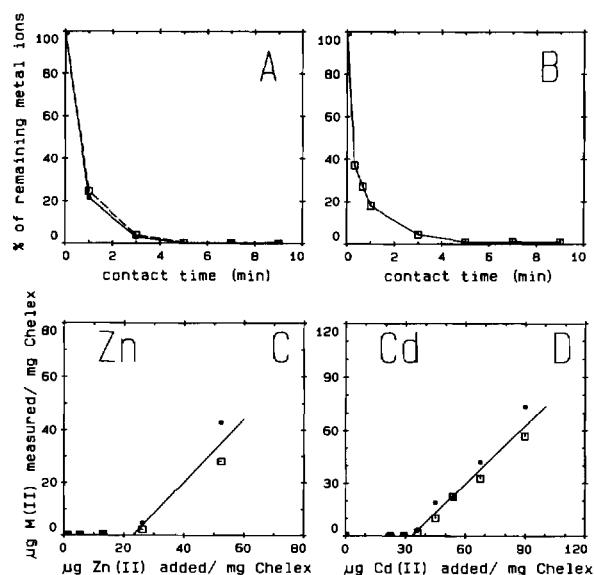 % of remaining metal ions
100
80
60
40
20
0
0 2 4 6 8 10
contact time (min)
A
100
80
60
40
20
0
0 2 4 6 8 10
contact time (min)
B
µg M(II) measured/ mg Chelex
80
60
40
20
0
0 20 40 60 80
µg Zn(II) added/ mg Chelex
Zn
C
120
90
60
30
0
0 30 60 90 120
µg Cd(II) added/ mg Chelex
Cd
D